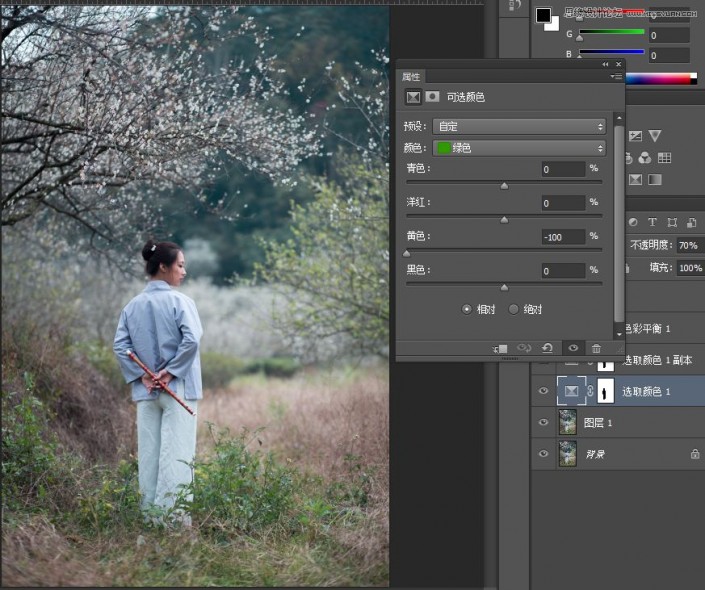 思缘设计论坛 WWW.MISSYUAN.COM
G 0
B 0
属性
可选颜色
预设: 自定
颜色: 绿色
青色: 0 %
洋红: 0 %
黄色: -100 %
黑色: 0 %
相对 绝对
不透明度: 70%
填充: 100%
色彩平衡 1
选取颜色 1 副本
选取颜色 1
图层 1
背景